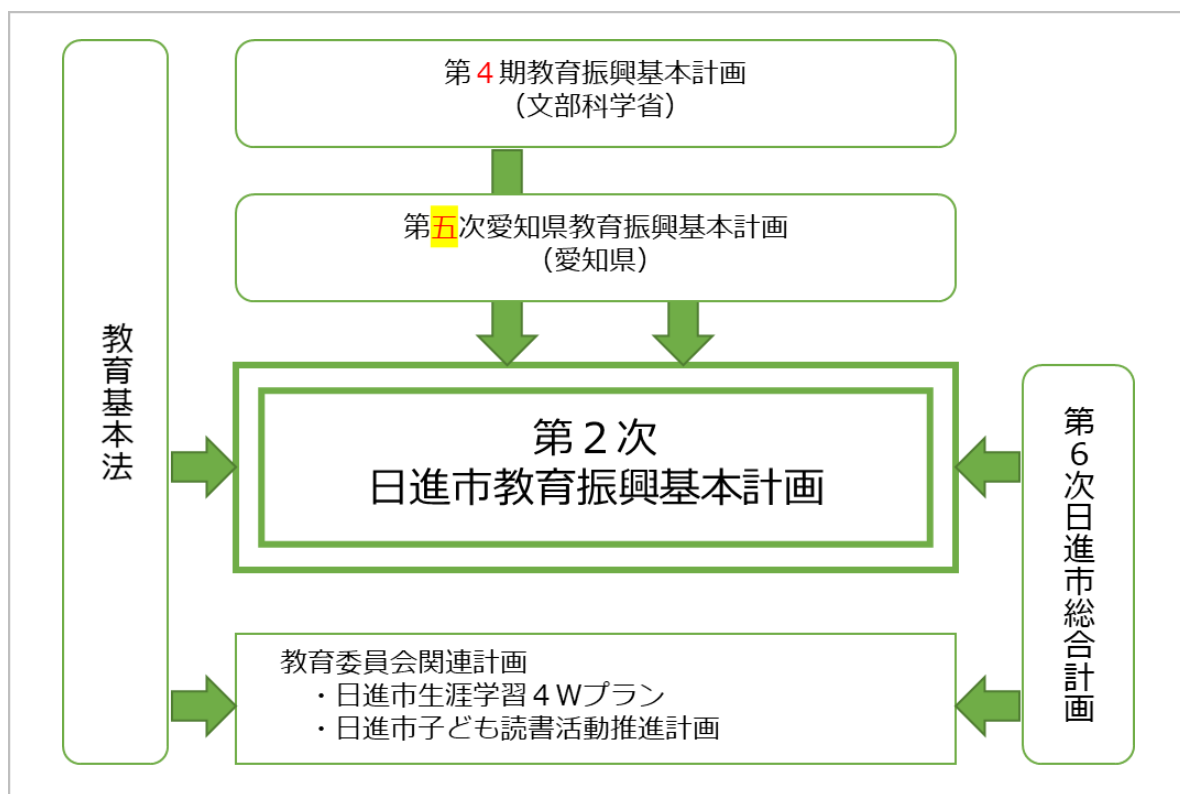 第４期教育振興基本計画
（文部科学省）
第五次愛知県教育振興基本計画
（愛知県）
教育基本法
第２次
日進市教育振興基本計画
第６次日進市総合計画
教育委員会関連計画
・日進市生涯学習４Ｗプラン
・日進市子ども読書活動推進計画